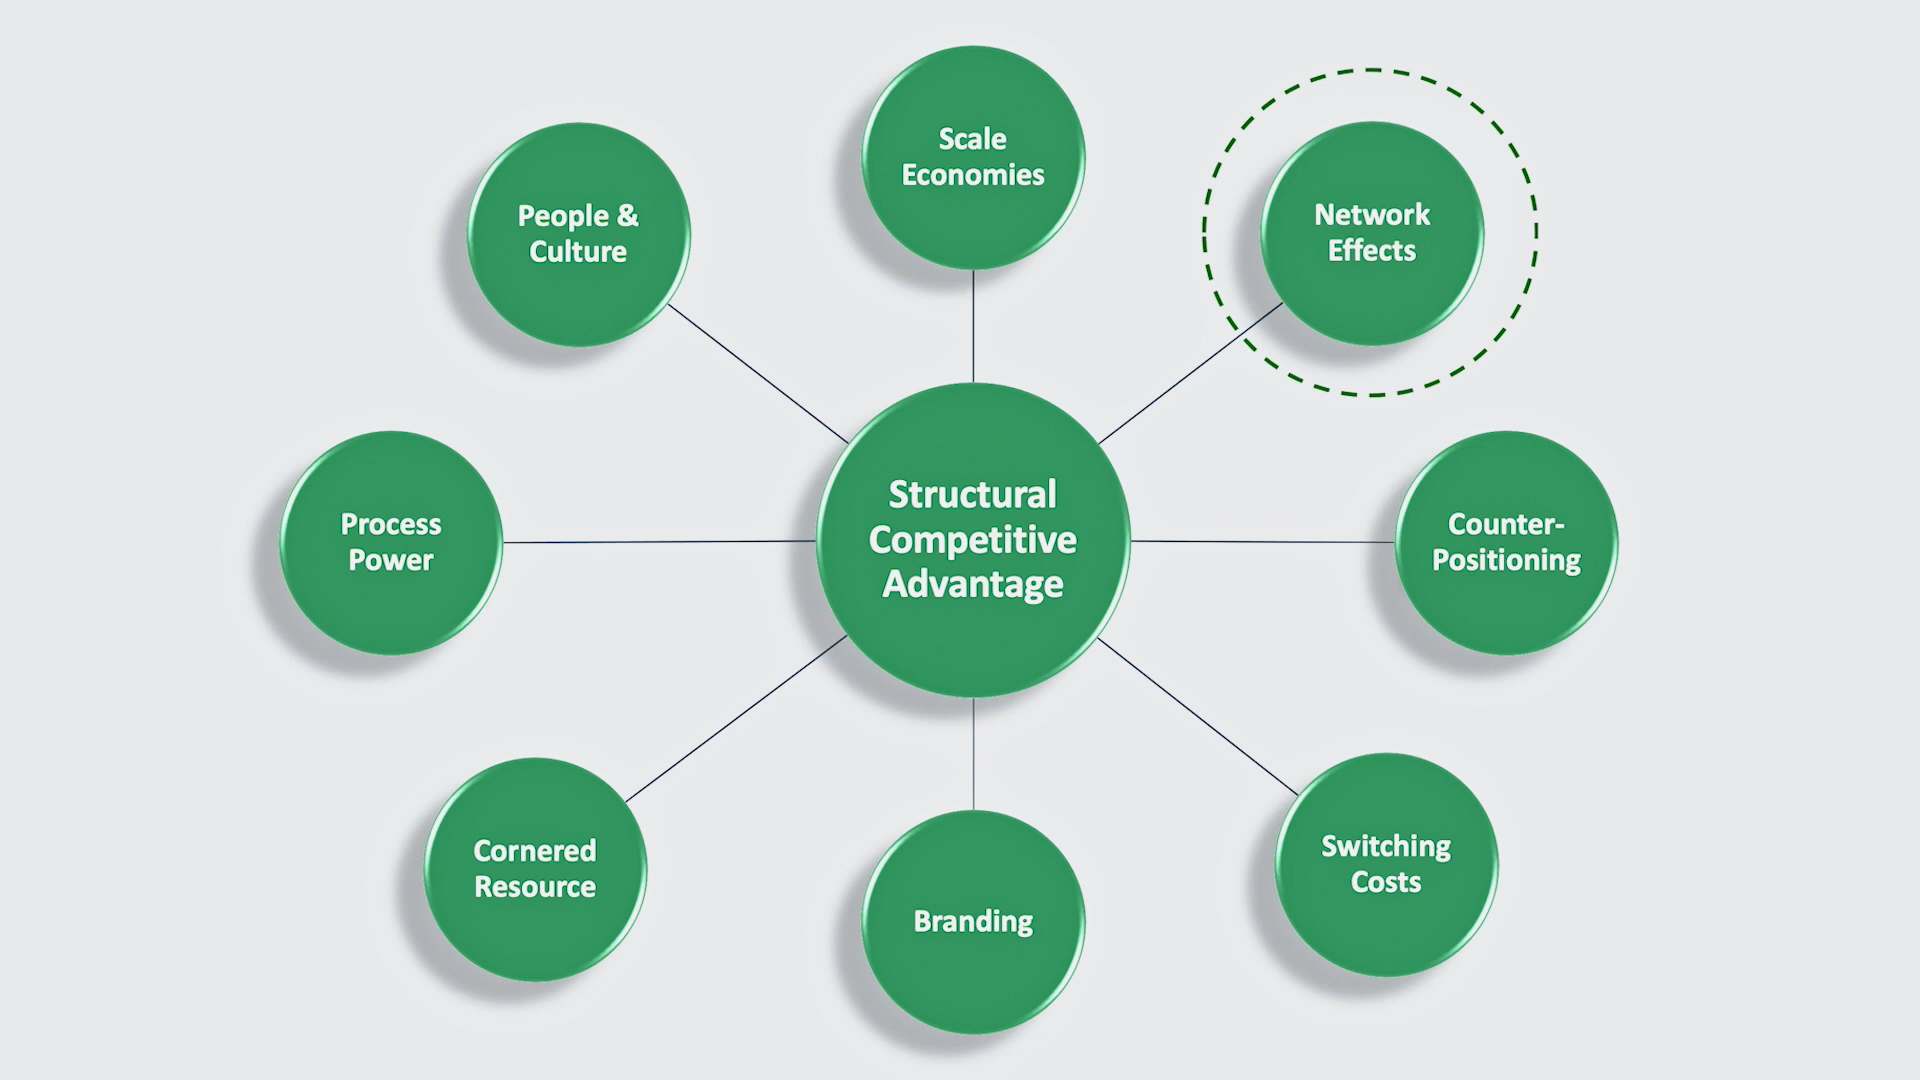 Scale
Economies
Network
Effects
People &
Culture
Structural
Competitive
Advantage
Process
Power
Counter-
Positioning
Cornered
Resource
Switching
Costs
Branding